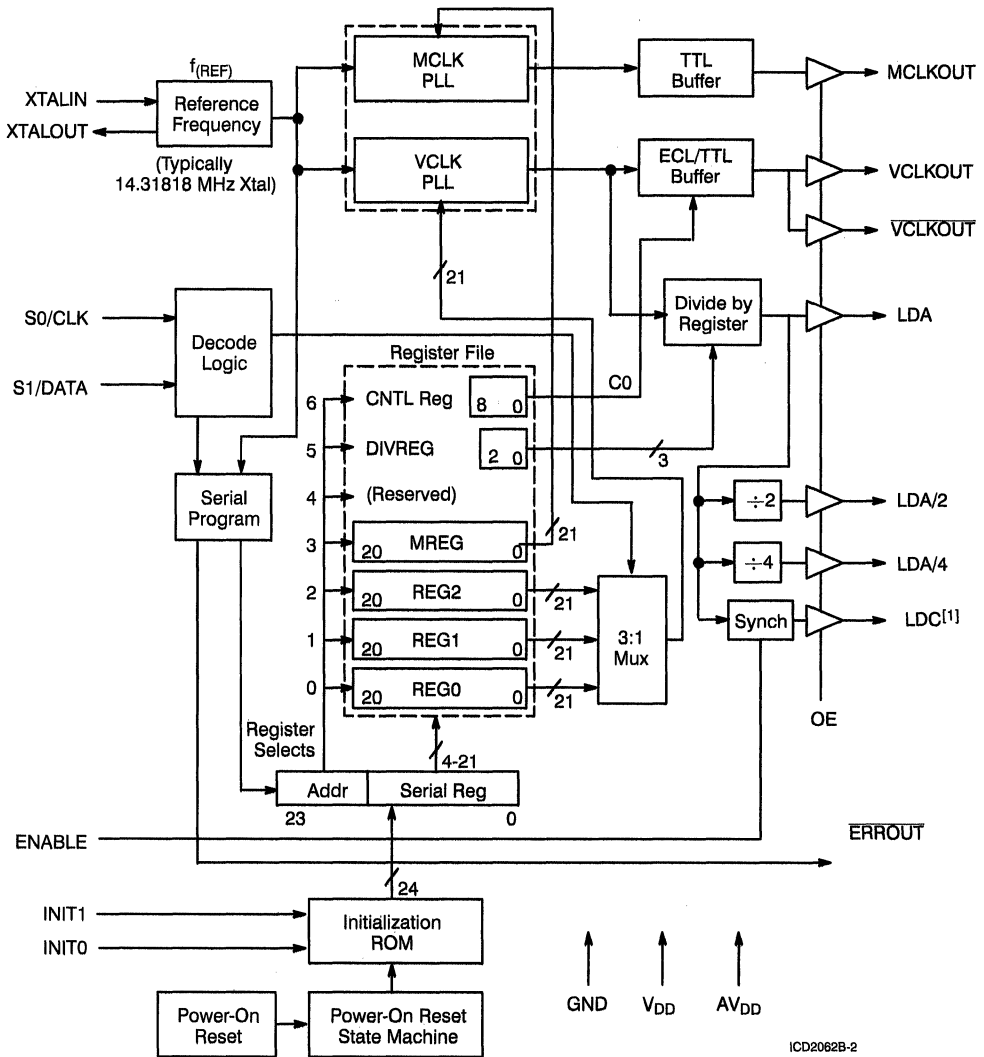 f(REF)
XTALIN
XTALOUT
Reference
Frequency
(Typically
14.31818 MHz Xtal)
MCLK
PLL
VCLK
PLL
TTL
Buffer
ECL/TTL
Buffer
MCLKOUT
VCLKOUT
VCLKOUT
21
S0/CLK
S1/DATA
Decode
Logic
Divide by
Register
LDA
Register File
C0
6
CNTL Reg
8 0
5
DIVREG
2 0
3
4
(Reserved)
Serial
Program
3
20 MREG 0
21
2
20 REG2 0
21
1
20 REG1 0
21
0
20 REG0 0
21
3:1
Mux
÷2
LDA/2
÷4
LDA/4
Synch
LDC[1]
OE
Register
Selects
4-21
Addr
Serial Reg
23
0
ENABLE
ERROUT
24
INIT1
INIT0
Initialization
ROM
Power-On
Reset
Power-On Reset
State Machine
GND
VDD
AVDD
ICD2062B-2